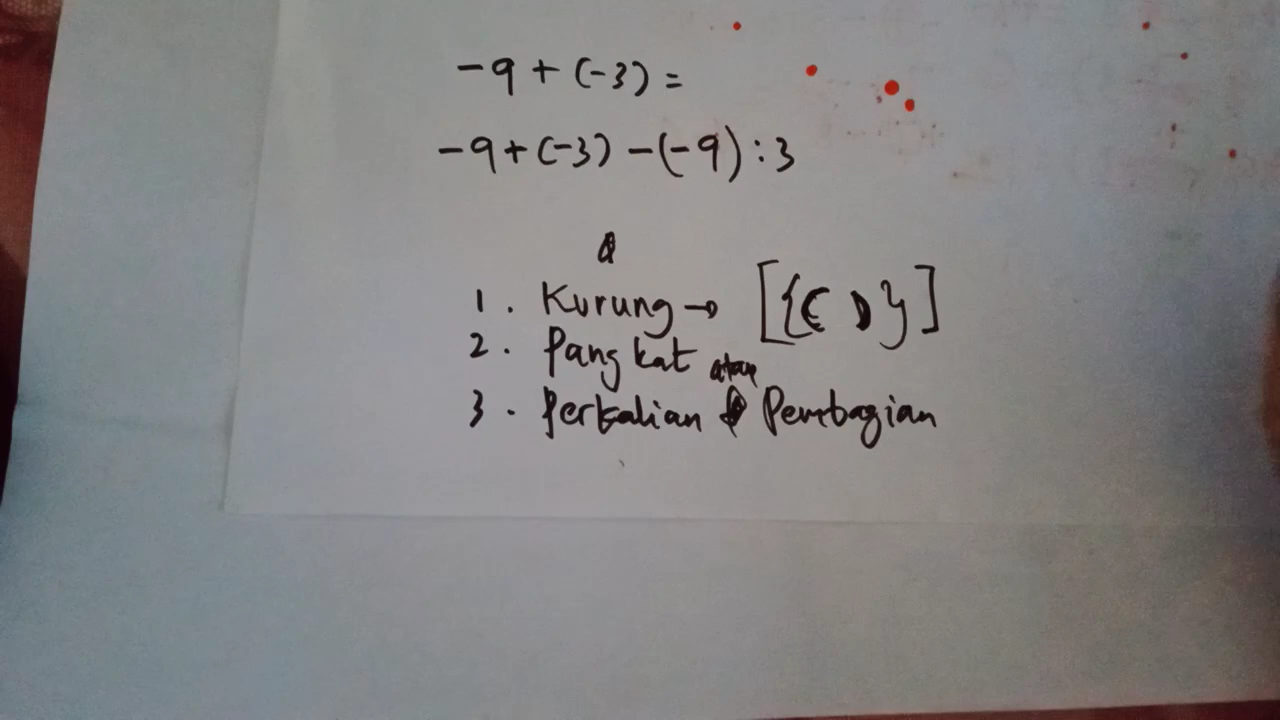 -9 + (-3) =
-9 + (-3) - (-9) : 3
1. Kurung → [{( )}]
2. Pangkat
3. Perkalian atau Pembagian